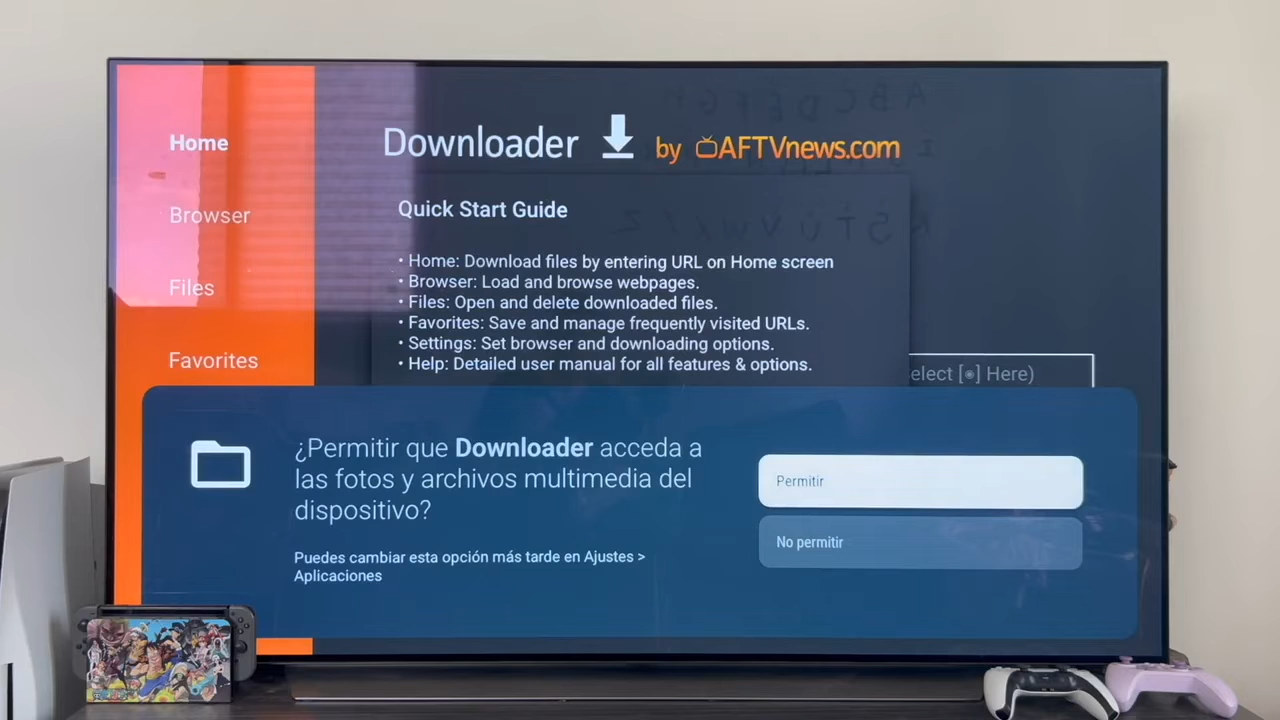 Home
Browser
Files
Favorites
Downloader by AFTVnews.com
Quick Start Guide
• Home: Download files by entering URL on Home screen
• Browser: Load and browse webpages.
• Files: Open and delete downloaded files.
• Favorites: Save and manage frequently visited URLs.
• Settings: Set browser and downloading options.
• Help: Detailed user manual for all features & options.
Here)
¿Permitir que Downloader acceda a
las fotos y archivos multimedia del
dispositivo?
Puedes cambiar esta opción más tarde en Ajustes >
Aplicaciones
Permitir
No permitir